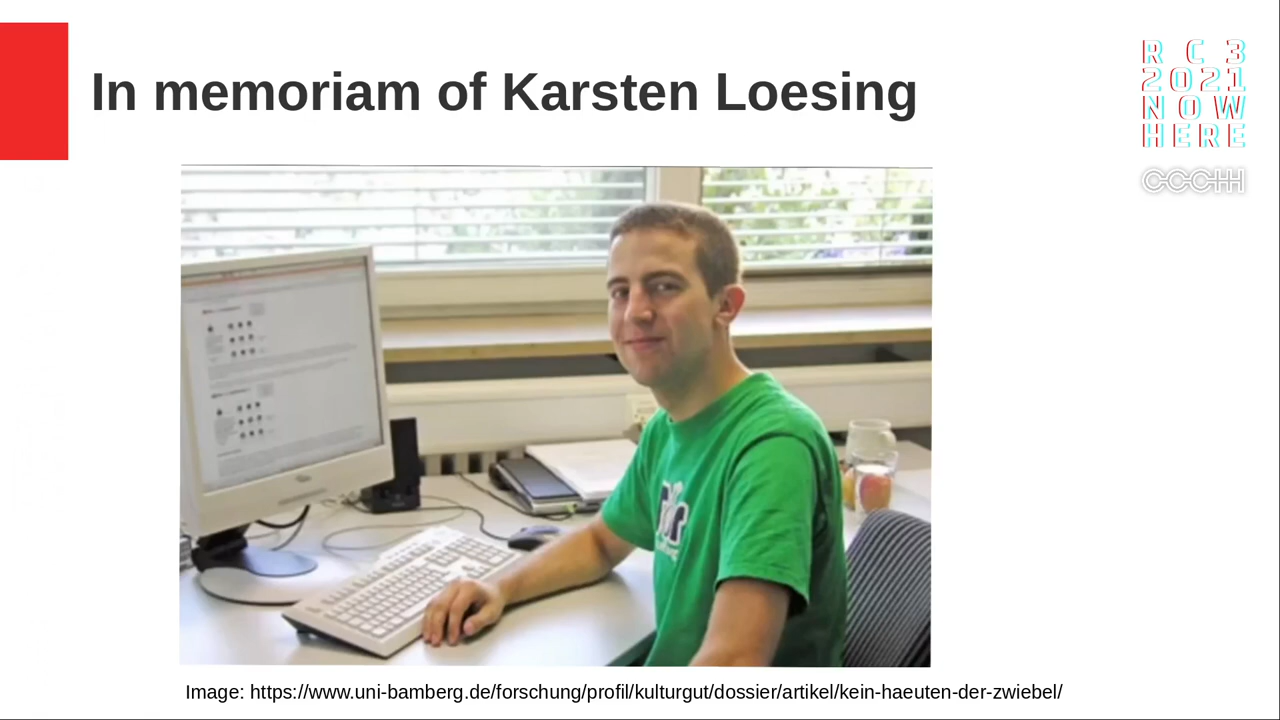 In memoriam of Karsten Loesing
R C 3
2021
NOW
HERE
CCCHH
Image: https://www.uni-bamberg.de/forschung/profil/kulturgut/dossier/artikel/kein-haeuten-der-zwiebel/